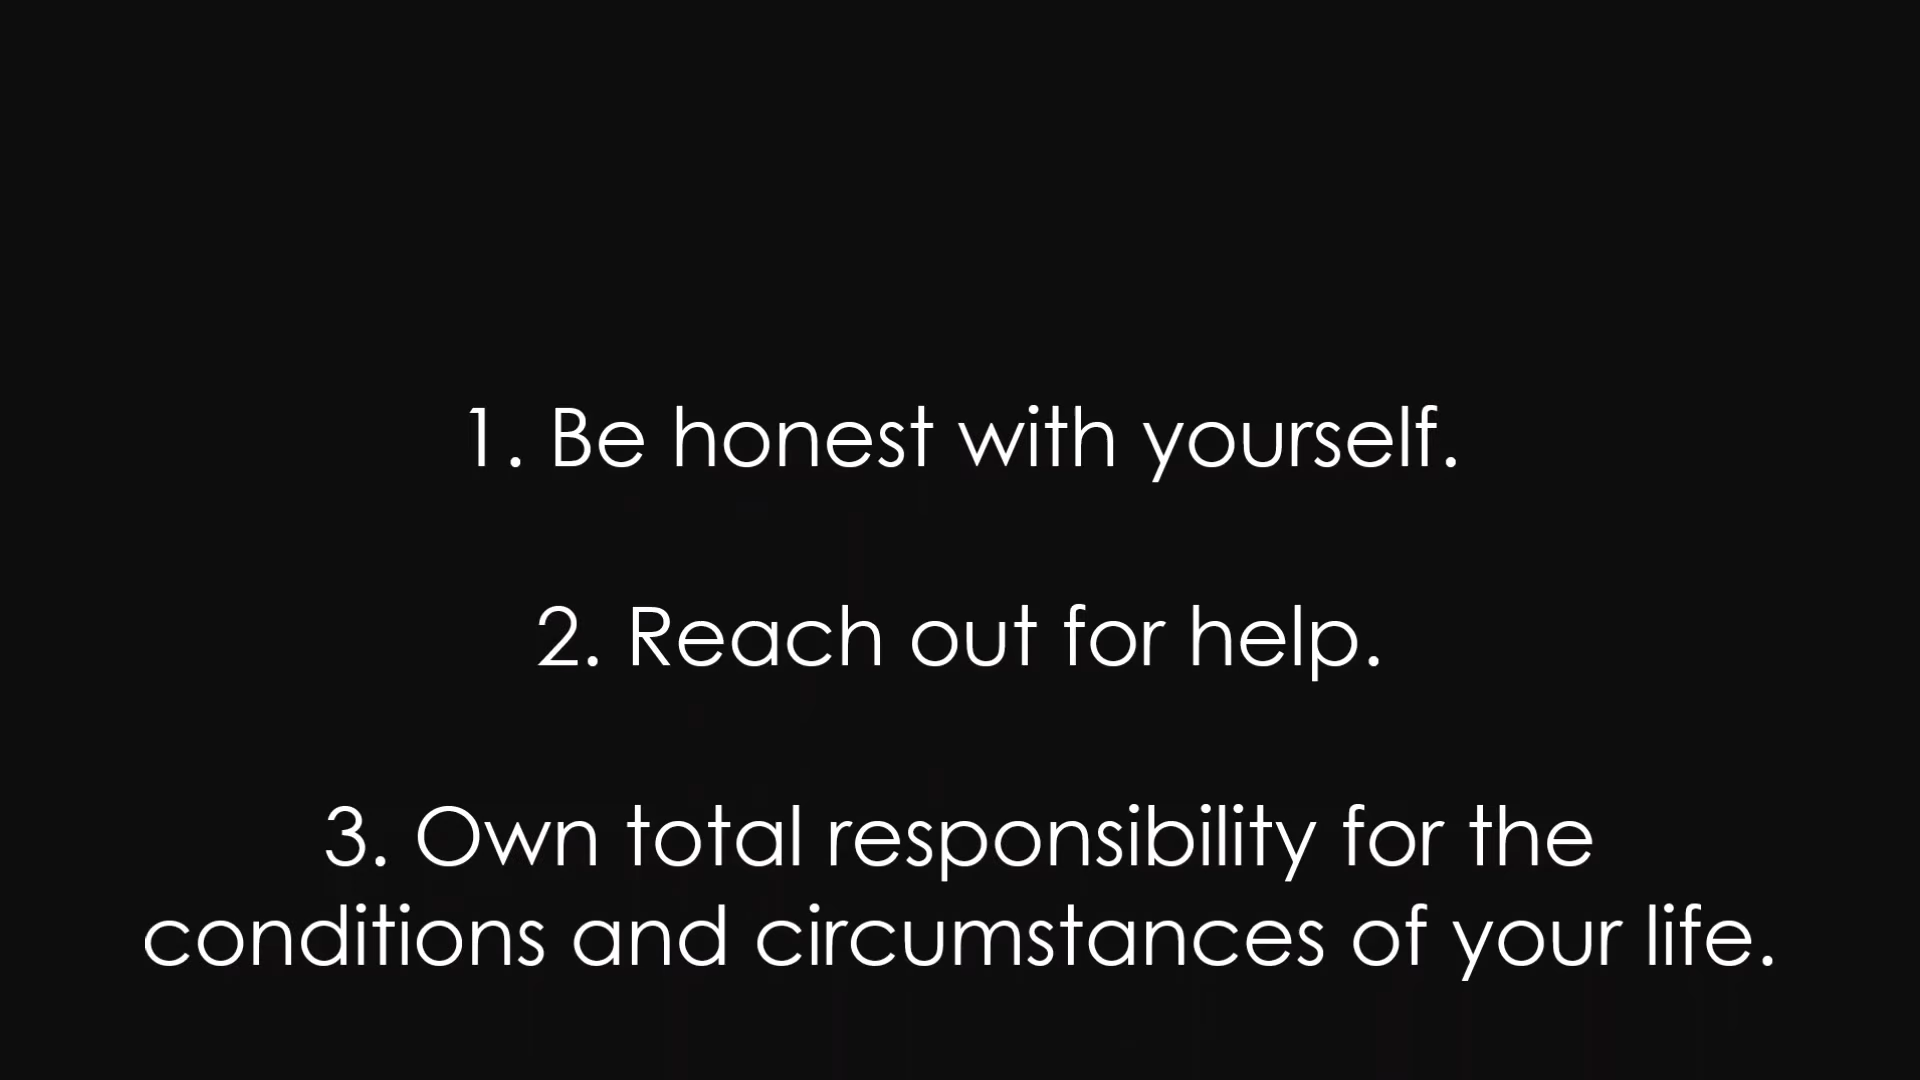 1. Be honest with yourself.
2. Reach out for help.
3. Own total responsibility for the
conditions and circumstances of your life.